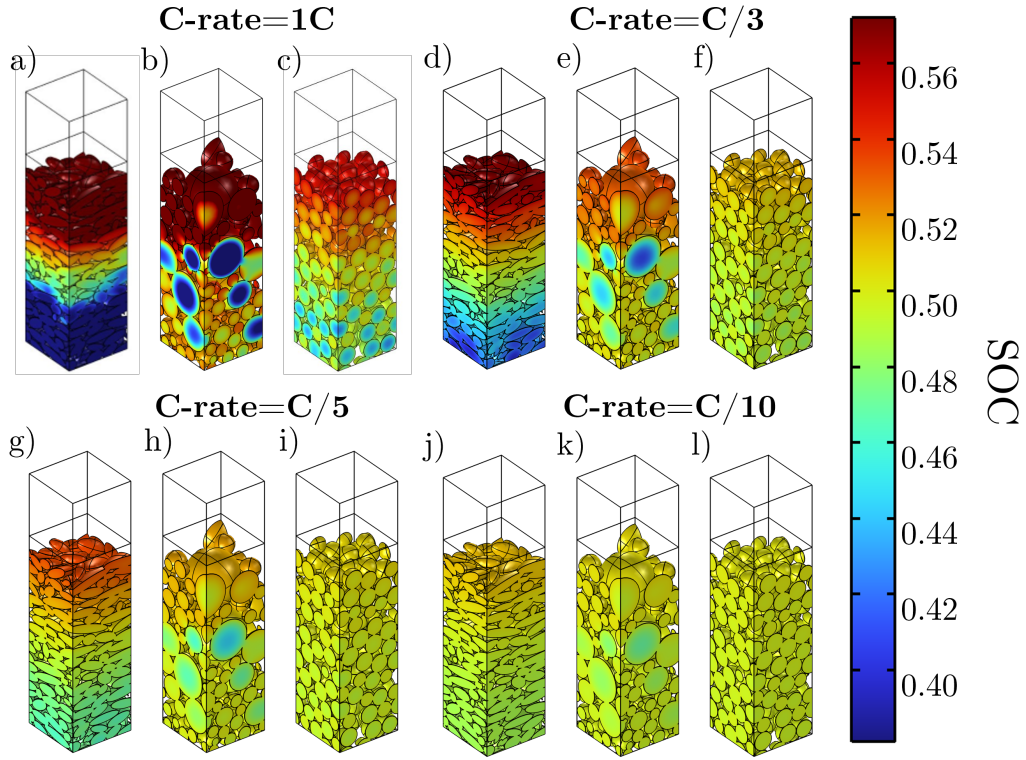 C-rate=1C
C-rate=C/3
a)
b)
c)
d)
e)
f)
C-rate=C/5
C-rate=C/10
g)
h)
i)
j)
k)
l)
0.56
0.54
0.52
0.50
0.48
0.46
0.44
0.42
0.40
SOC